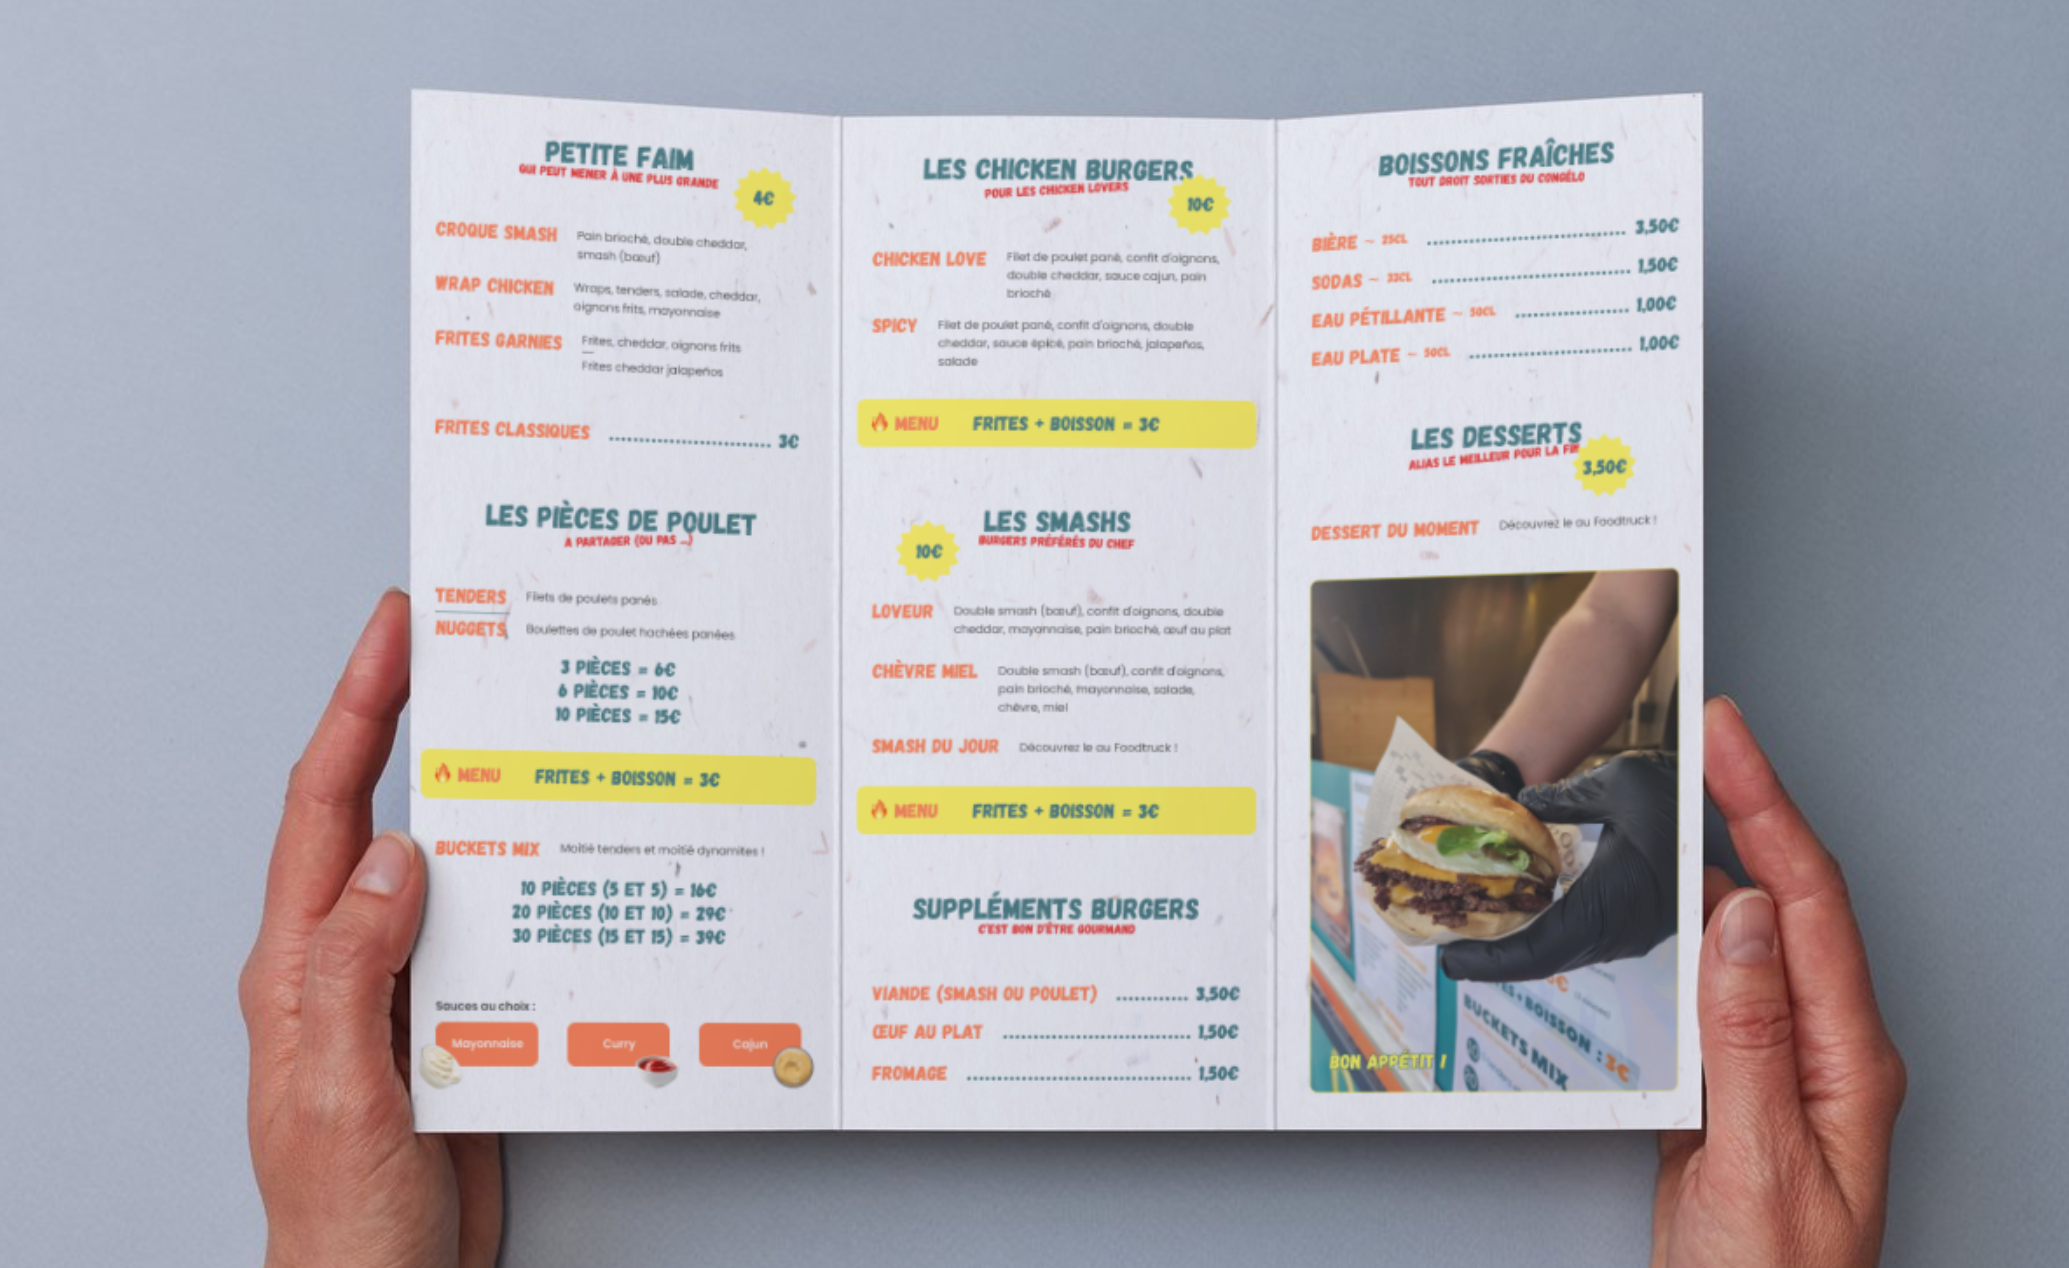 PETITE FAIM
QUI PEUT MENER À UNE PLUS GRANDE
4€
CROQUE SMASH Pain brioché, double cheddar,
smash (bœuf)
WRAP CHICKEN Wraps, tenders, salade, cheddar,
oignons frits, mayonnaise
FRITES GARNIES Frites, cheddar, oignons frits
Frites cheddar jalapeños
FRITES CLASSIQUES 3€
LES PIÈCES DE POULET
A PARTAGER (OU PAS ...)
TENDERS Filets de poulets panés
NUGGETS Boulettes de poulet hachées panées
3 PIÈCES = 6€
6 PIÈCES = 10€
10 PIÈCES = 15€
MENU FRITES + BOISSON = 3€
BUCKETS MIX Moitié tenders et moitié dynamites !
10 PIÈCES (5 ET 5) = 16€
20 PIÈCES (10 ET 10) = 29€
30 PIÈCES (15 ET 15) = 39€
Sauces au choix :
Mayonnaise Curry Cajun
LES CHICKEN BURGERS
POUR LES CHICKEN LOVERS
10€
CHICKEN LOVE Filet de poulet pané, confit d'oignons,
double cheddar, sauce cajun, pain
brioché
SPICY Filet de poulet pané, confit d'oignons, double
cheddar, sauce épicé, pain brioché, jalapeños,
salade
MENU FRITES + BOISSON = 3€
LES SMASHS
BURGERS PRÉFÉRÉS DU CHEF
10€
LOVEUR Double smash (bœuf), confit d'oignons, double
cheddar, mayonnaise, pain brioché, œuf au plat
CHÈVRE MIEL Double smash (bœuf), confit d'oignons,
pain brioché, mayonnaise, salade,
chèvre, miel
SMASH DU JOUR Découvrez le au Foodtruck !
MENU FRITES + BOISSON = 3€
SUPPLÉMENTS BURGERS
C'EST BON D'ÊTRE GOURMAND
VIANDE (SMASH OU POULET) 3,50€
ŒUF AU PLAT 1,50€
FROMAGE 1,50€
BOISSONS FRAÎCHES
TOUT DROIT SORTIES DU CONGÉLO
BIÈRE ~ 25CL 3,50€
SODAS ~ 33CL 1,50€
EAU PÉTILLANTE ~ 50CL 1,00€
EAU PLATE ~ 50CL 1,00€
LES DESSERTS
ALIAS LE MEILLEUR POUR LA FIN
3,50€
DESSERT DU MOMENT Découvrez le au Foodtruck !
BOISSON : 3€
BUCKETS MIX
BON APPÉTIT !